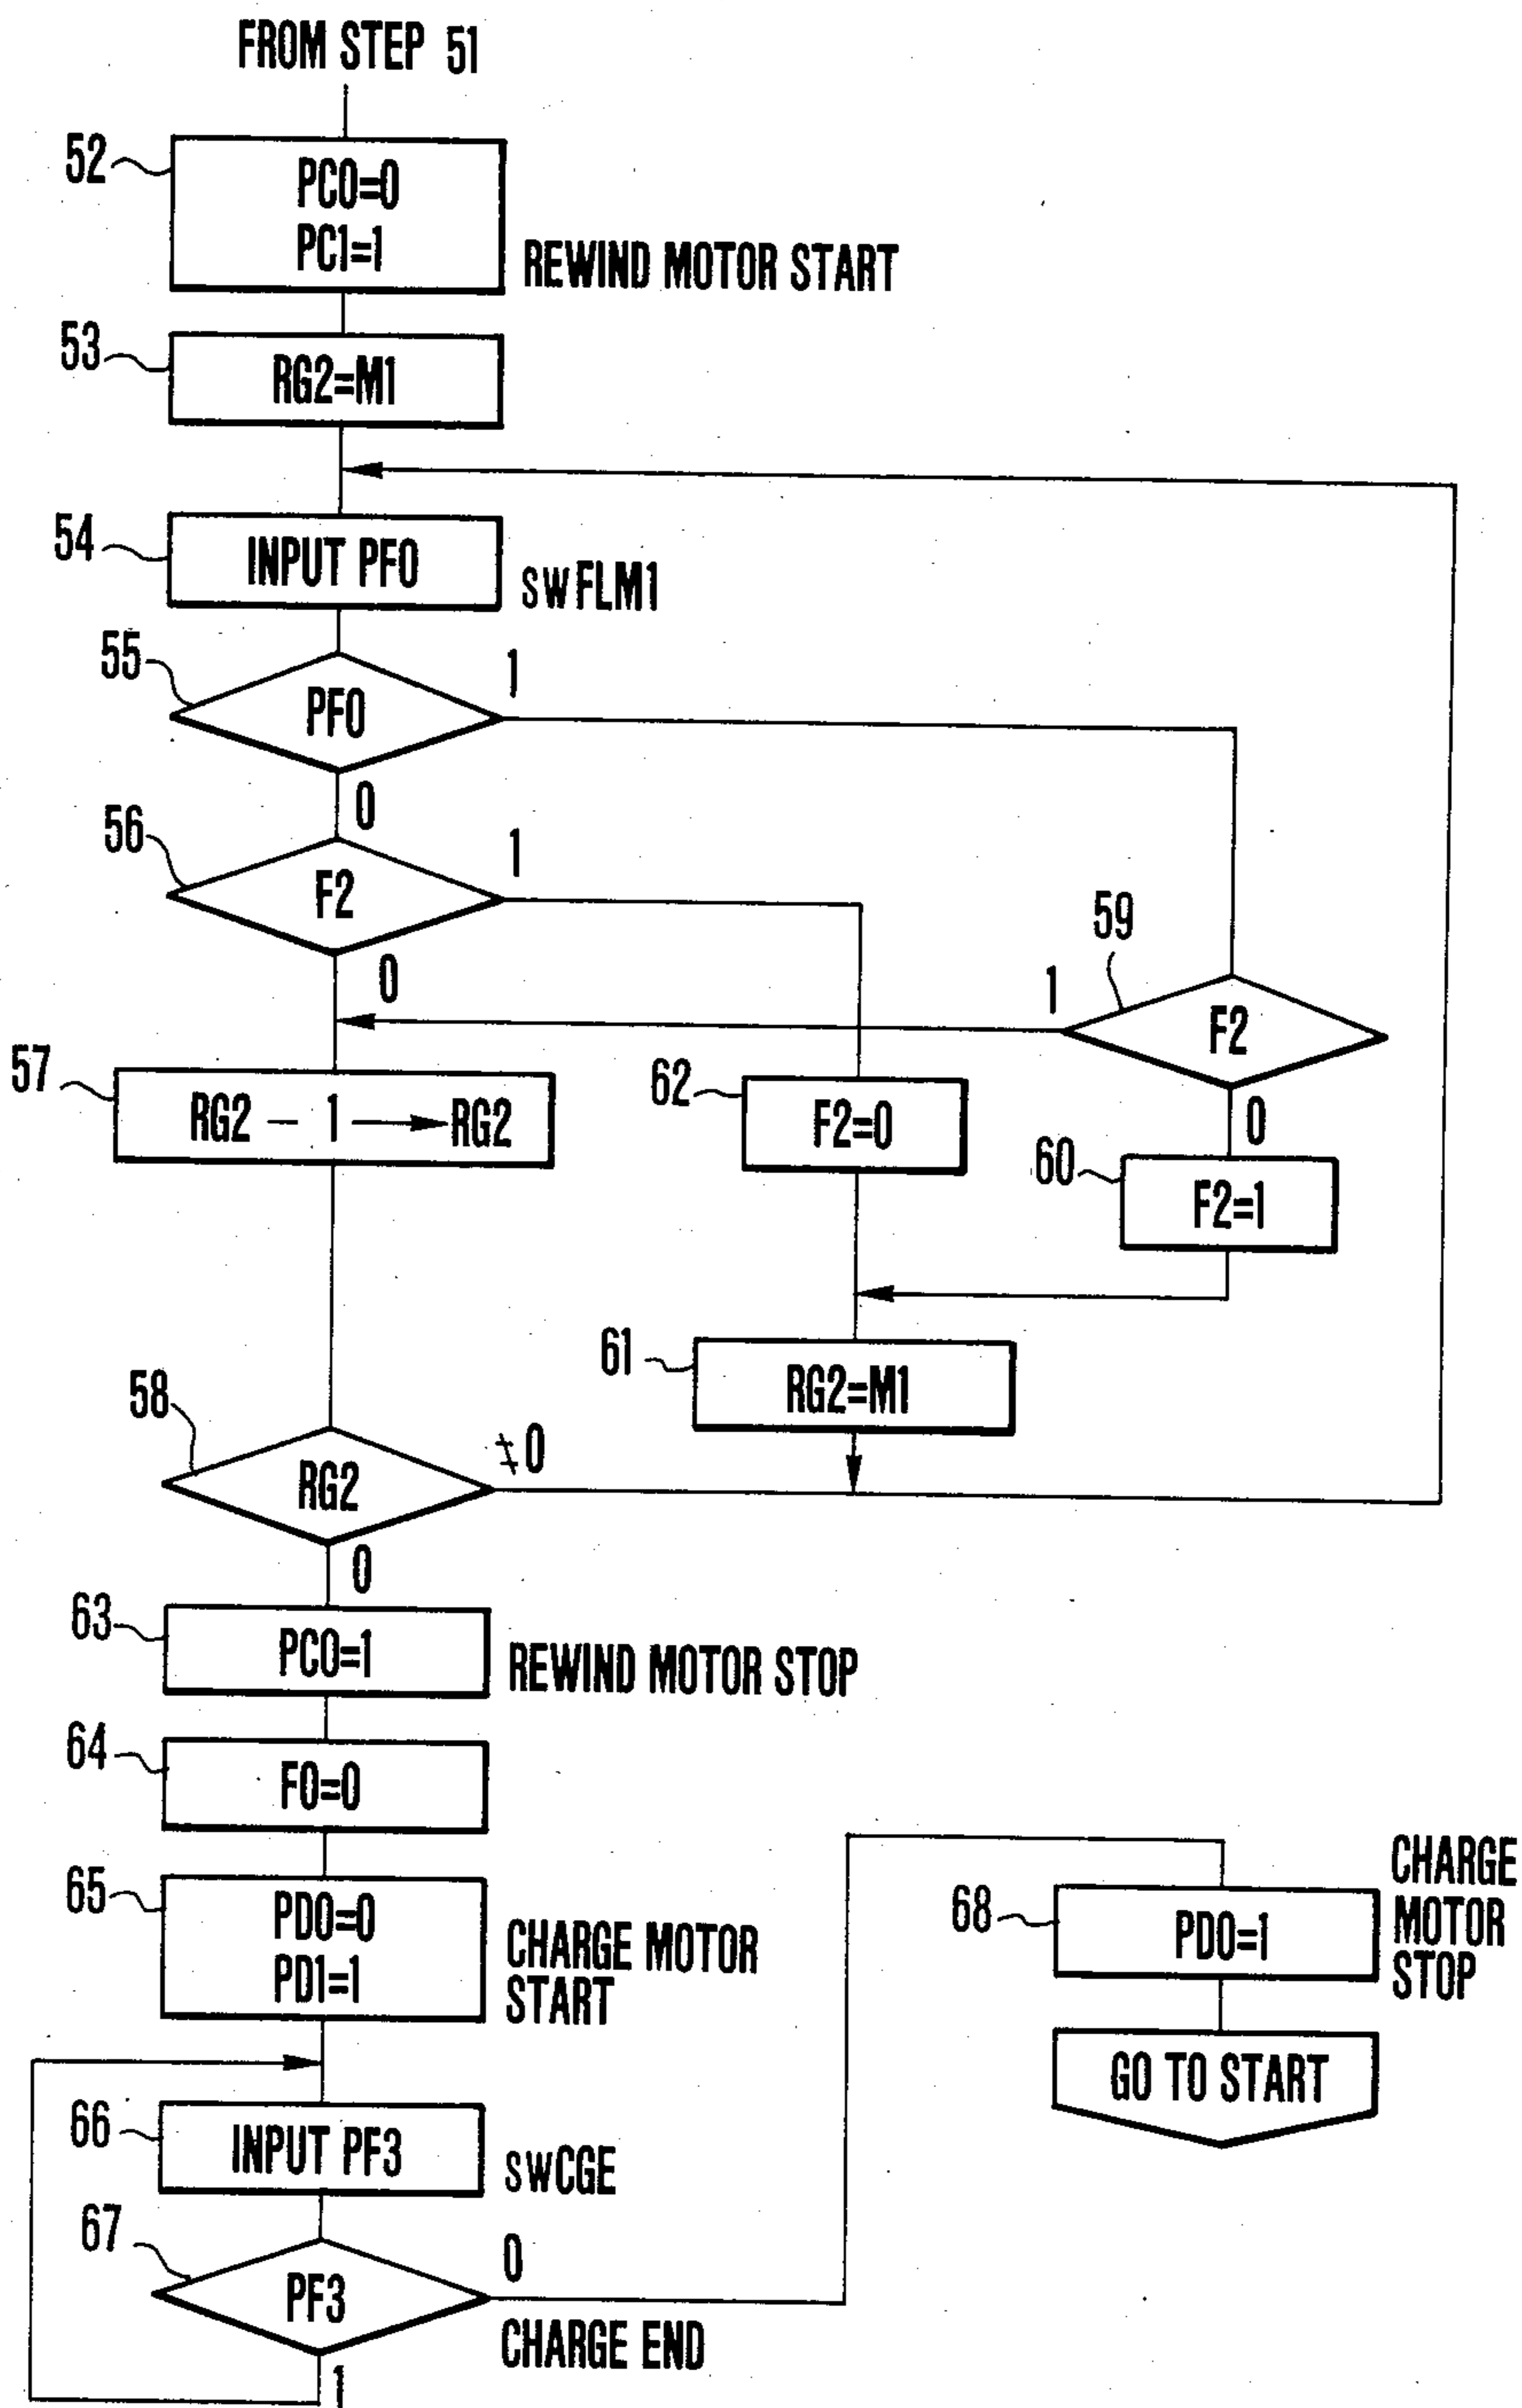 FROM STEP 51
52
PC0=0
PC1=1
REWIND MOTOR START
53
RG2=M1
54
INPUT PF0
SWFLM1
55
PF0
1
0
56
F2
1
0
59
F2
1
0
57
RG2 — 1 → RG2
62
F2=0
60
F2=1
61
RG2=M1
58
RG2
≠0
0
63
PC0=1
REWIND MOTOR STOP
64
F0=0
65
PD0=0
PD1=1
CHARGE MOTOR
START
66
INPUT PF3
SWCGE
67
PF3
0
CHARGE END
1
68
PD0=1
CHARGE
MOTOR
STOP
GO TO START